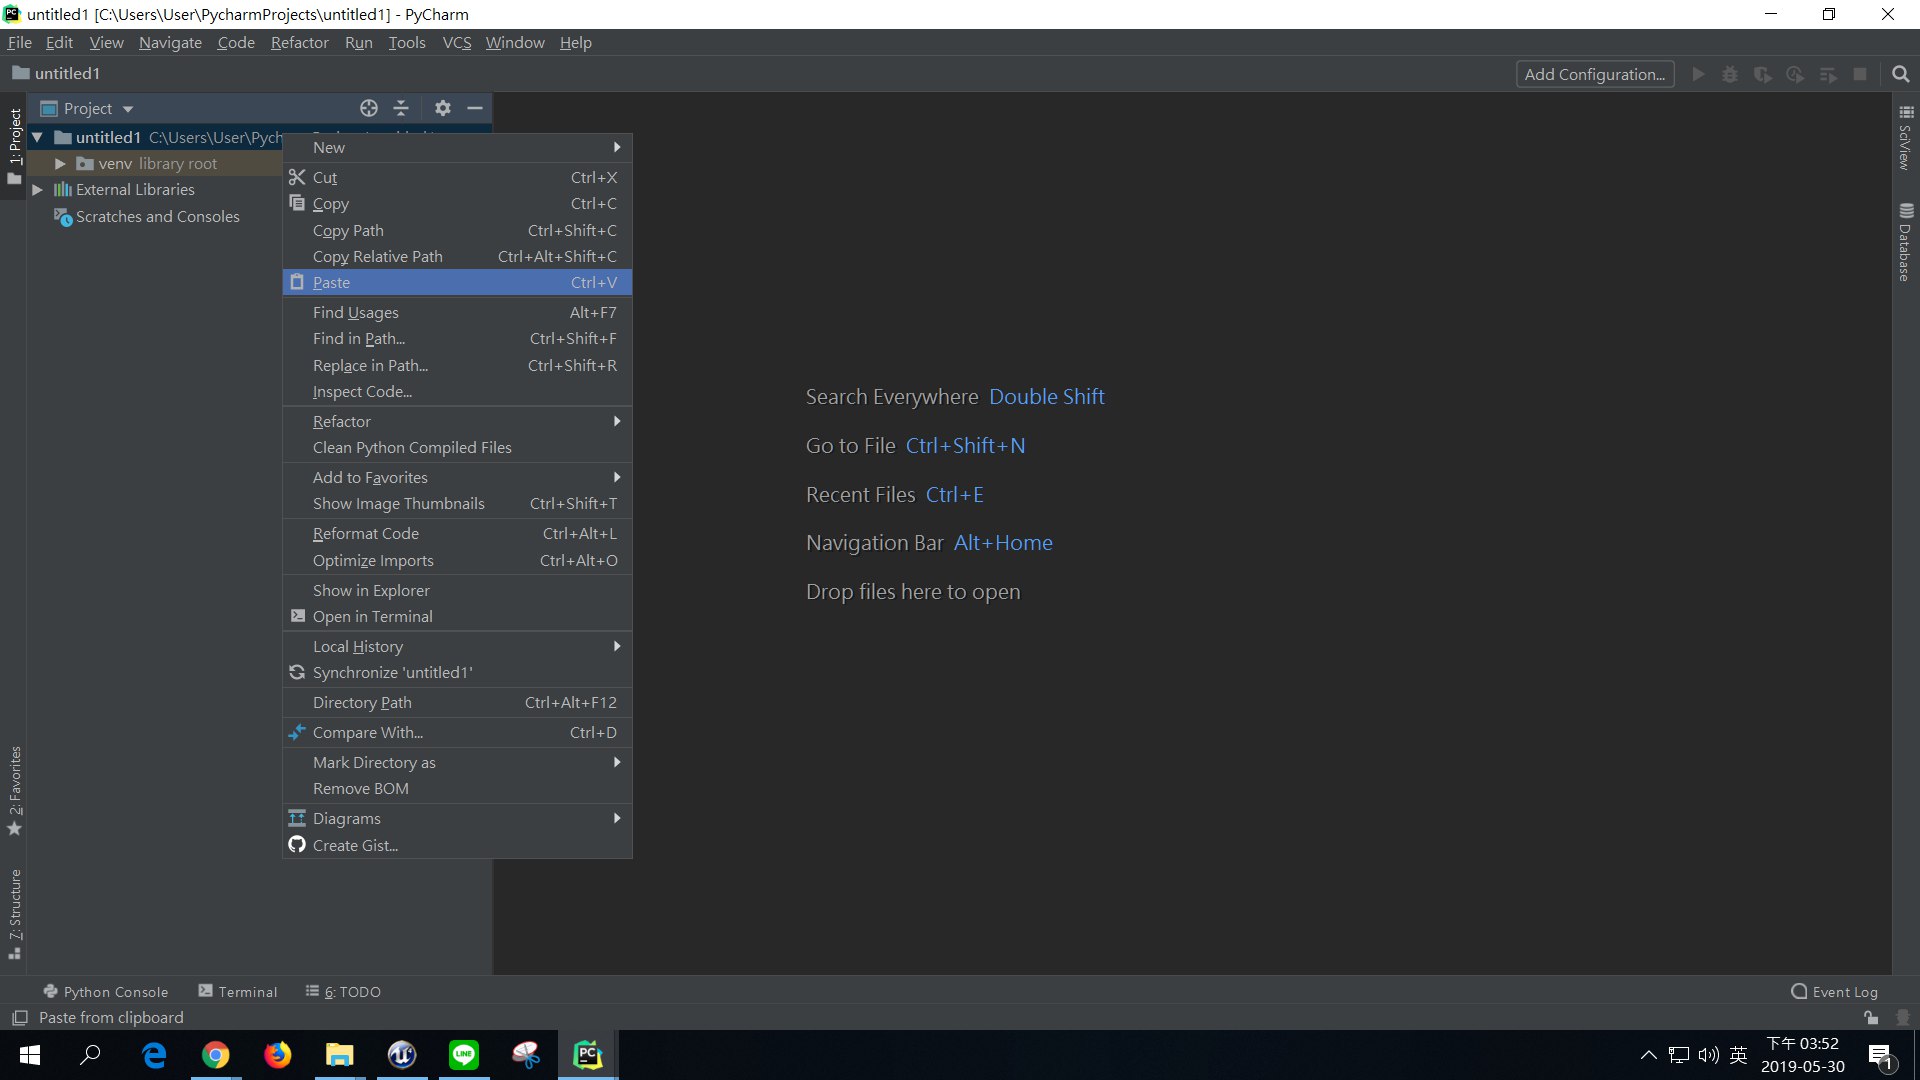 untitled1 [C:\Users\User\PycharmProjects\untitled1] - PyCharm
File Edit View Navigate Code Refactor Run Tools VCS Window Help
untitled1
Add Configuration...
1: Project
Project
untitled1 C:\Users\User\Pych
venv library root
External Libraries
Scratches and Consoles
New
Cut Ctrl+X
Copy Ctrl+C
Copy Path Ctrl+Shift+C
Copy Relative Path Ctrl+Alt+Shift+C
Paste Ctrl+V
Find Usages Alt+F7
Find in Path... Ctrl+Shift+F
Replace in Path... Ctrl+Shift+R
Inspect Code...
Refactor
Clean Python Compiled Files
Add to Favorites
Show Image Thumbnails Ctrl+Shift+T
Reformat Code Ctrl+Alt+L
Optimize Imports Ctrl+Alt+O
Show in Explorer
Open in Terminal
Local History
Synchronize 'untitled1'
Directory Path Ctrl+Alt+F12
Compare With... Ctrl+D
Mark Directory as
Remove BOM
Diagrams
Create Gist...
Search Everywhere Double Shift
Go to File Ctrl+Shift+N
Recent Files Ctrl+E
Navigation Bar Alt+Home
Drop files here to open
SciView
Database
2: Favorites
7: Structure
Python Console Terminal 6: TODO
Event Log
Paste from clipboard
PC
LINE
英
下午 03:52
2019-05-30
1